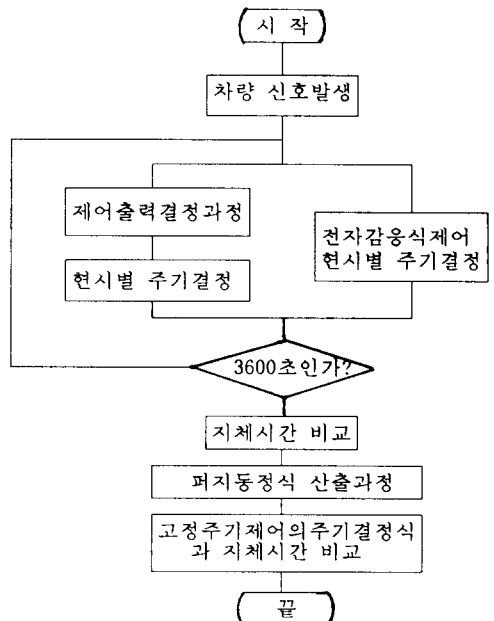 시 작
차량 신호발생
제어출력결정과정
현시별 주기결정
전자감응식제어
현시별 주기결정
3600초인가?
지체시간 비교
퍼지동정식 산출과정
고정주기제어의주기결정식
과 지체시간 비교
끝